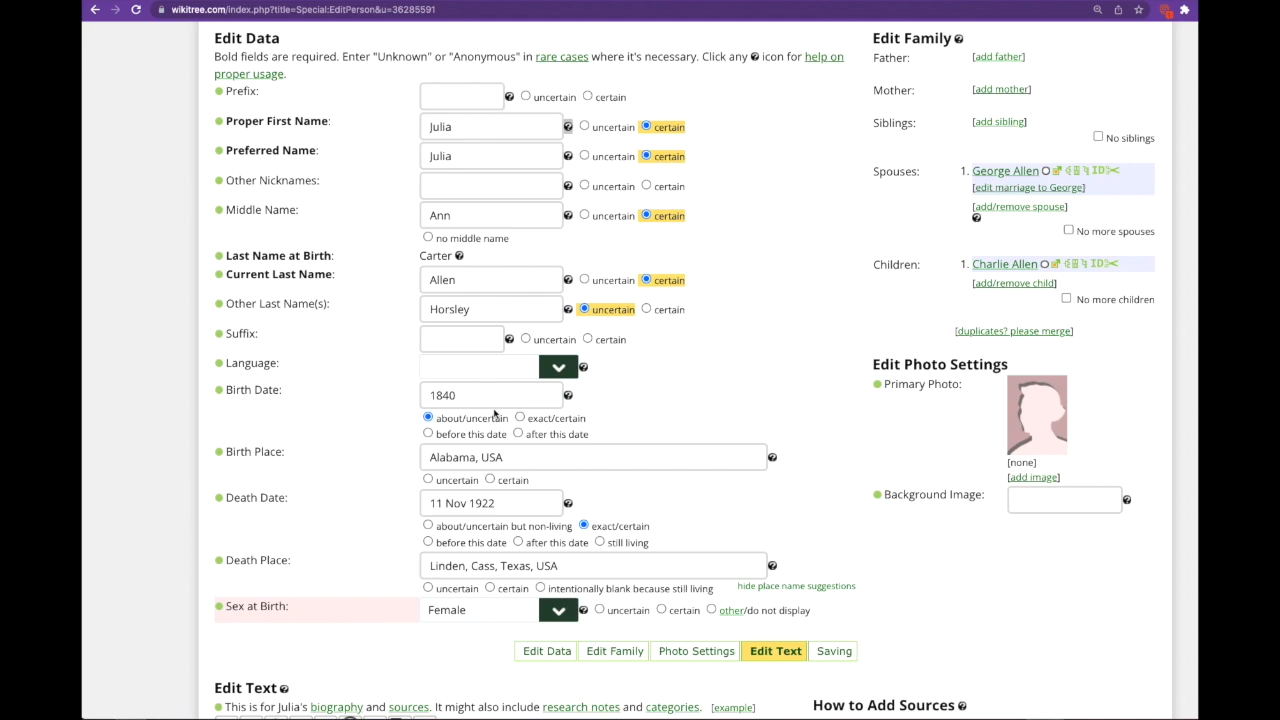 wikitree.com/index.php?title=Special:EditPerson&u=36285591
Edit Data
Bold fields are required. Enter "Unknown" or "Anonymous" in rare cases where it's necessary. Click any ? icon for help on
proper usage.
Prefix:
uncertain certain
Proper First Name: Julia uncertain certain
Preferred Name: Julia uncertain certain
Other Nicknames: uncertain certain
Middle Name: Ann uncertain certain
no middle name
Last Name at Birth: Carter
Current Last Name: Allen uncertain certain
Other Last Name(s): Horsley uncertain certain
Suffix: uncertain certain
Language:
Birth Date: 1840
about/uncertain exact/certain
before this date after this date
Birth Place: Alabama, USA
uncertain certain
Death Date: 11 Nov 1922
about/uncertain but non-living exact/certain
before this date after this date still living
Death Place: Linden, Cass, Texas, USA
uncertain certain intentionally blank because still living hide place name suggestions
Sex at Birth: Female uncertain certain other/do not display
Edit Data Edit Family Photo Settings Edit Text Saving
Edit Text
This is for Julia's biography and sources. It might also include research notes and categories. [example]
Edit Family
Father: [add father]
Mother: [add mother]
Siblings: [add sibling]
No siblings
Spouses: 1. George Allen ID
[edit marriage to George]
[add/remove spouse]
No more spouses
Children: 1. Charlie Allen ID
[add/remove child]
No more children
[duplicates? please merge]
Edit Photo Settings
Primary Photo:
[none]
[add image]
Background Image:
How to Add Sources